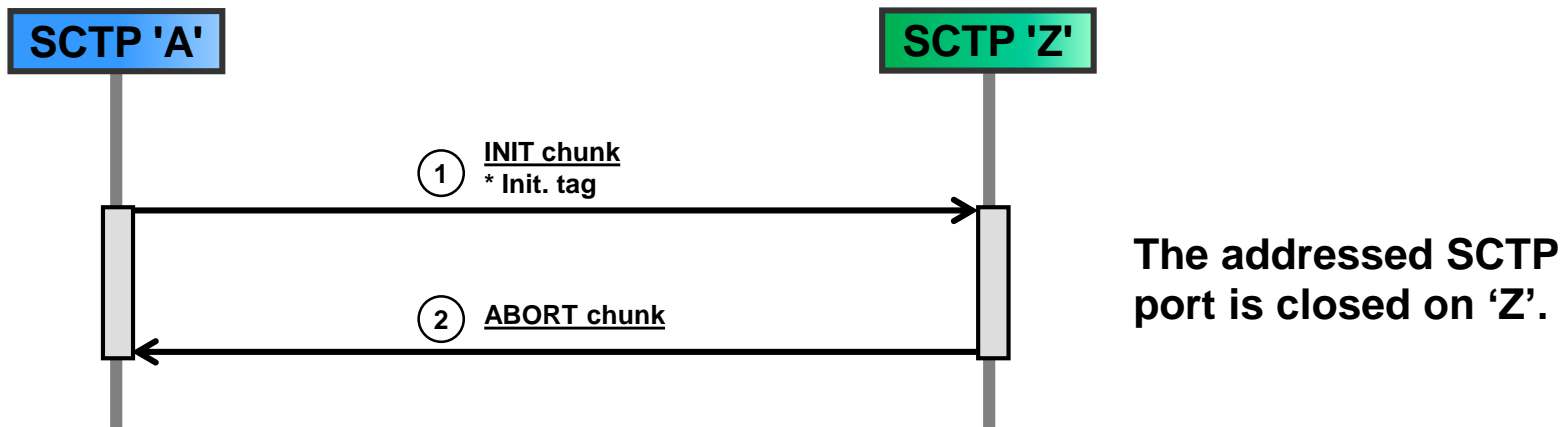 SCTP 'A'
SCTP 'Z'
1
INIT chunk
* Init. tag
The addressed SCTP
port is closed on ‘Z’.
2
ABORT chunk